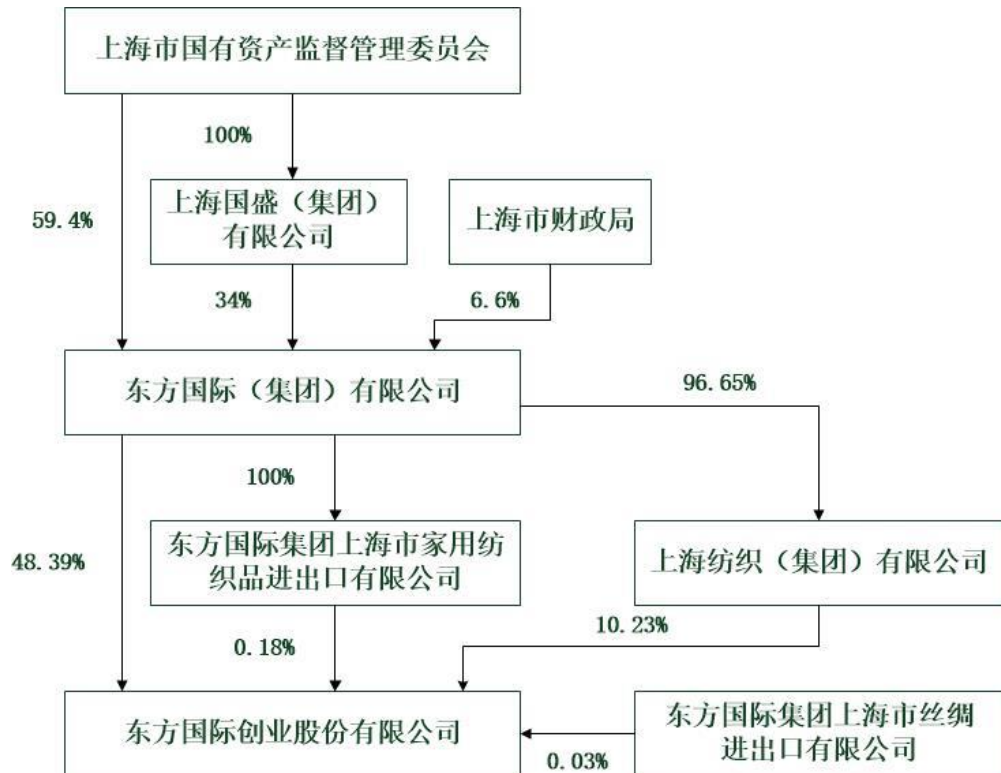 上海市国有资产监督管理委员会
100%
59.4%
上海国盛（集团）
有限公司
上海市财政局
34%
6.6%
东方国际（集团）有限公司
96.65%
100%
48.39%
东方国际集团上海市家用纺
织品进出口有限公司
上海纺织（集团）有限公司
0.18%
10.23%
东方国际创业股份有限公司
东方国际集团上海市丝绸
进出口有限公司
0.03%